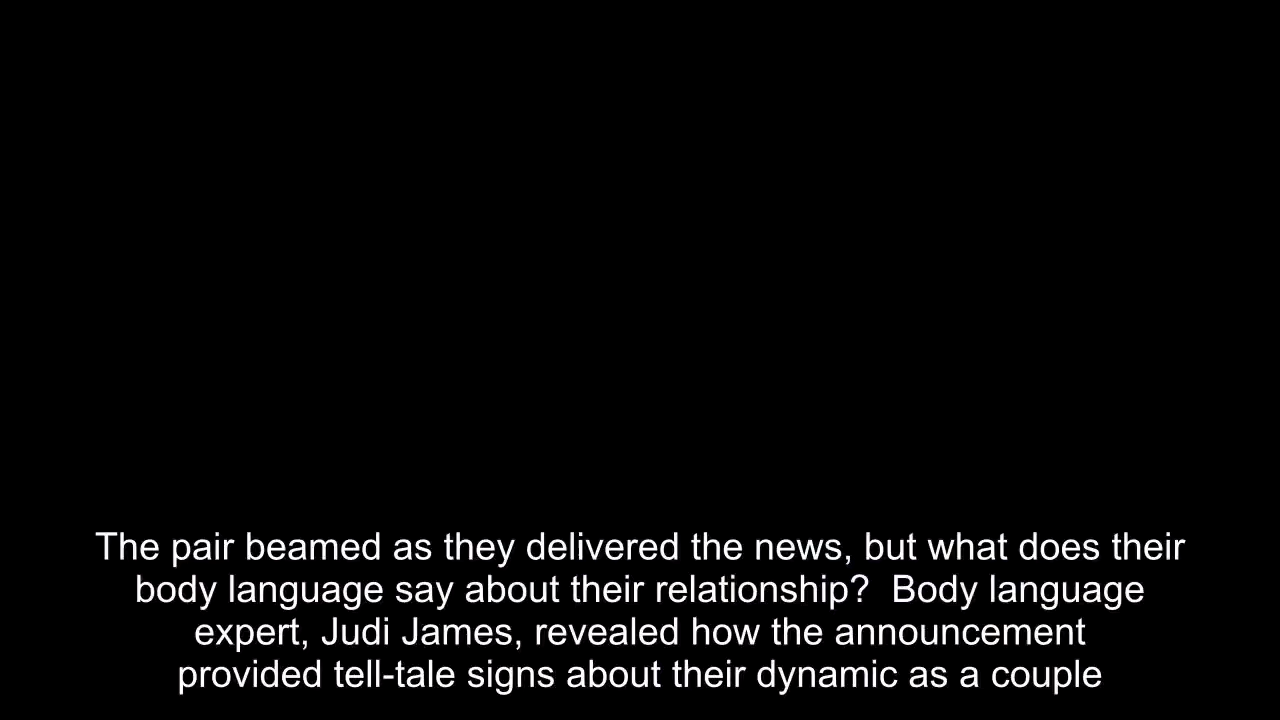 The pair beamed as they delivered the news, but what does their
body language say about their relationship?  Body language
expert, Judi James, revealed how the announcement
provided tell-tale signs about their dynamic as a couple